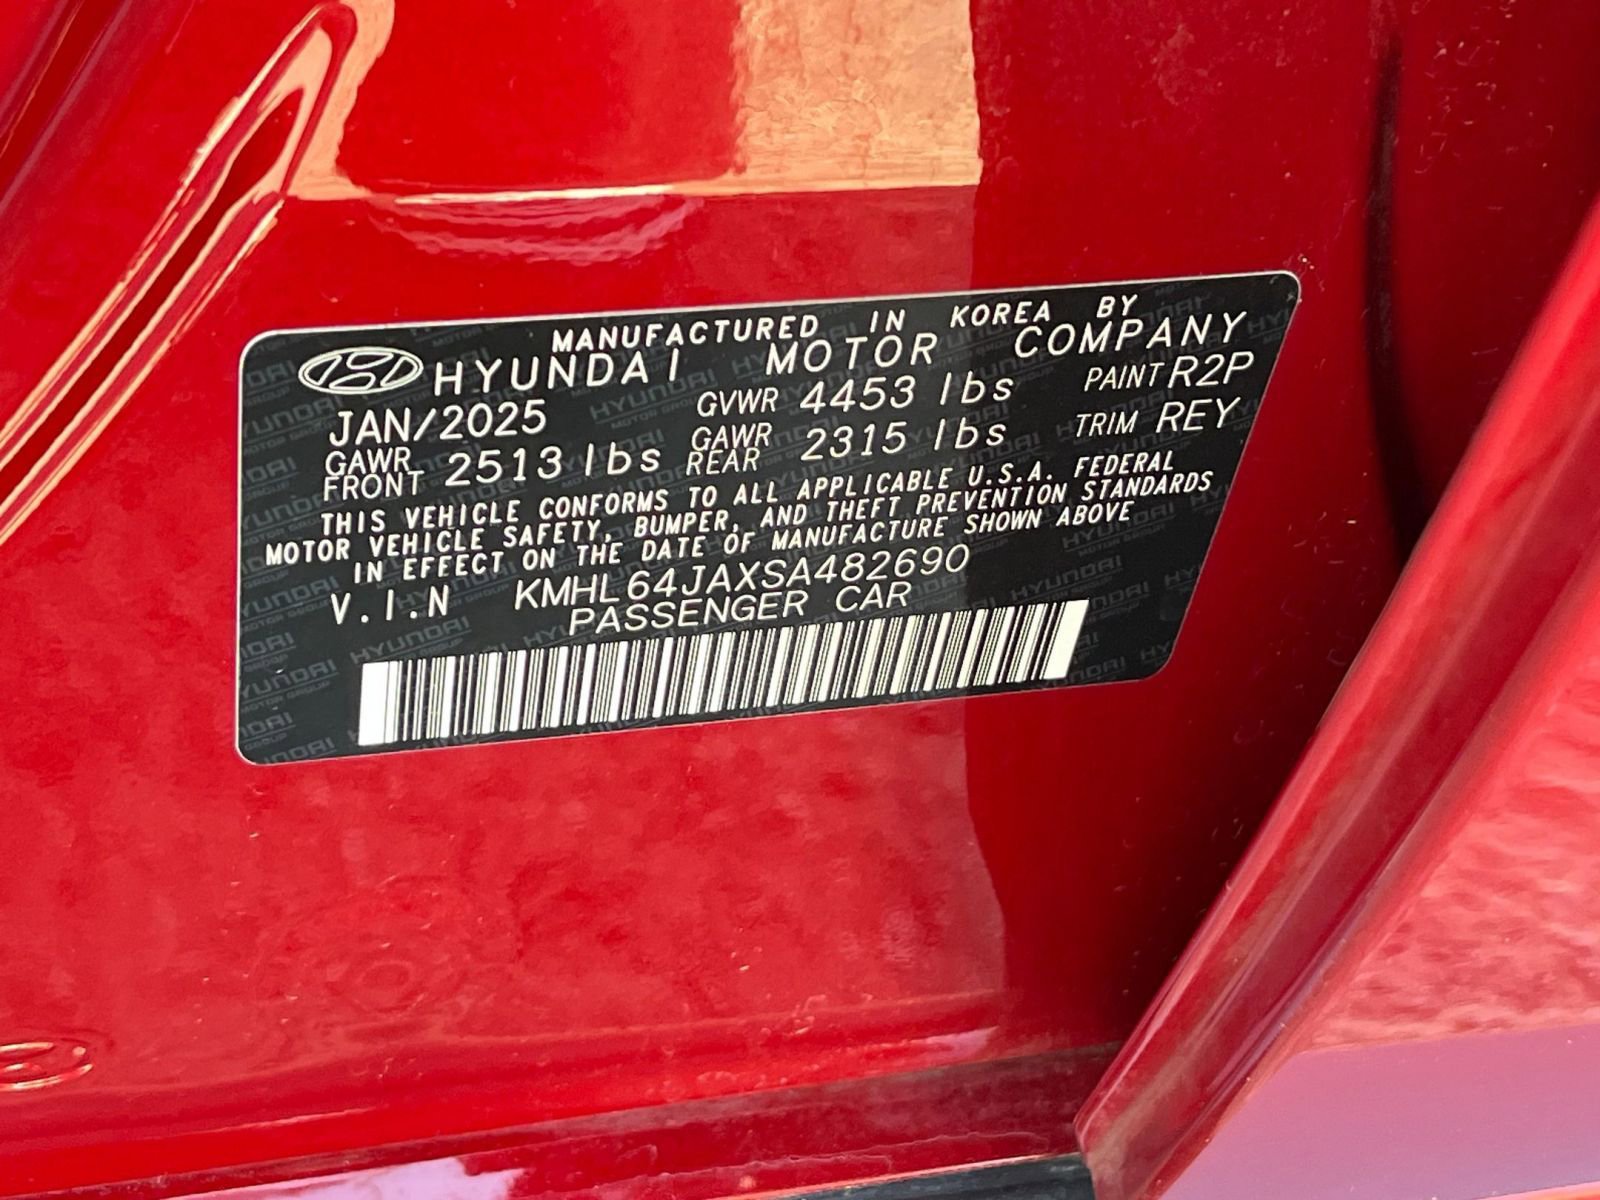 MANUFACTURED IN KOREA BY
HYUNDAI MOTOR COMPANY
JAN/2025 GVWR 4453 lbs PAINT R2P
GAWR FRONT 2513 lbs GAWR REAR 2315 lbs TRIM REY
THIS VEHICLE CONFORMS TO ALL APPLICABLE U.S.A. FEDERAL
MOTOR VEHICLE SAFETY, BUMPER, AND THEFT PREVENTION STANDARDS
IN EFFECT ON THE DATE OF MANUFACTURE SHOWN ABOVE
V.I.N KMHL64JAXSA482690
PASSENGER CAR